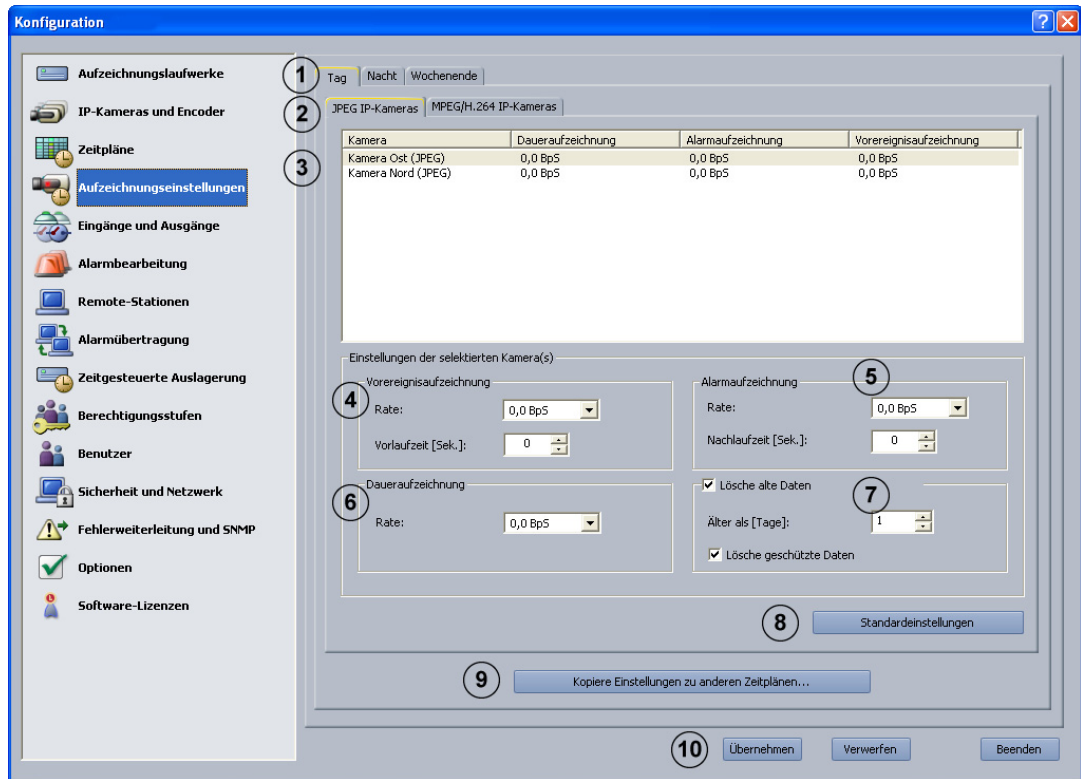 Konfiguration
Aufzeichnungslaufwerke
IP-Kameras und Encoder
Zeitpläne
Aufzeichnungseinstellungen
Eingänge und Ausgänge
Alarmbearbeitung
Remote-Stationen
Alarmübertragung
Zeitgesteuerte Auslagerung
Berechtigungsstufen
Benutzer
Sicherheit und Netzwerk
Fehlerweiterleitung und SNMP
Optionen
Software-Lizenzen
1 Tag Nacht Wochenende
2 JPEG IP-Kameras MPEG/H.264 IP-Kameras
Kamera Daueraufzeichnung Alarmaufzeichnung Vorereignisaufzeichnung
3 Kamera Ost (JPEG) 0,0 BpS 0,0 BpS 0,0 BpS
Kamera Nord (JPEG) 0,0 BpS 0,0 BpS 0,0 BpS
Einstellungen der selektierten Kamera(s)
Vorereignisaufzeichnung
4 Rate: 0,0 BpS
Vorlaufzeit [Sek.]: 0
Alarmaufzeichnung 5
Rate: 0,0 BpS
Nachlaufzeit [Sek.]: 0
Daueraufzeichnung
6 Rate: 0,0 BpS
Lösche alte Daten 7
Älter als [Tage]: 1
Lösche geschützte Daten
8 Standardeinstellungen
9 Kopiere Einstellungen zu anderen Zeitplänen...
10 Übernehmen Verwerfen Beenden